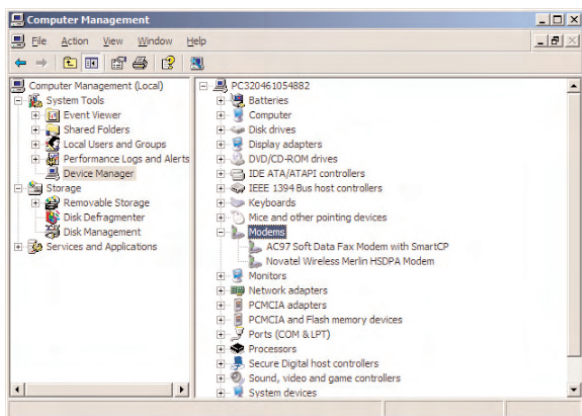 Computer Management
File Action View Window Help
Computer Management (Local)
System Tools
Event Viewer
Shared Folders
Local Users and Groups
Performance Logs and Alerts
Device Manager
Storage
Removable Storage
Disk Defragmenter
Disk Management
Services and Applications
PC320461054882
Batteries
Computer
Disk drives
Display adapters
DVD/CD-ROM drives
IDE ATA/ATAPI controllers
IEEE 1394 Bus host controllers
Keyboards
Mice and other pointing devices
Modems
AC97 Soft Data Fax Modem with SmartCP
Novatel Wireless Merlin HSDPA Modem
Monitors
Network adapters
PCMCIA adapters
PCMCIA and Flash memory devices
Ports (COM & LPT)
Processors
Secure Digital host controllers
Sound, video and game controllers
System devices